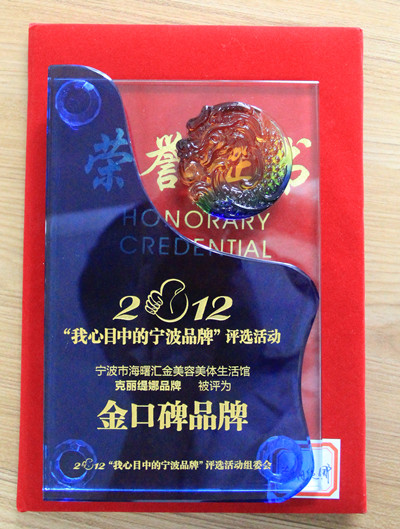 荣誉 书
HONORARY
CREDENTIAL
2012
“我心目中的宁波品牌”评选活动
宁波市海曙汇金美容美体生活馆
克丽缇娜品牌 被评为
金口碑品牌
2012“我心目中的宁波品牌”评选活动组委会